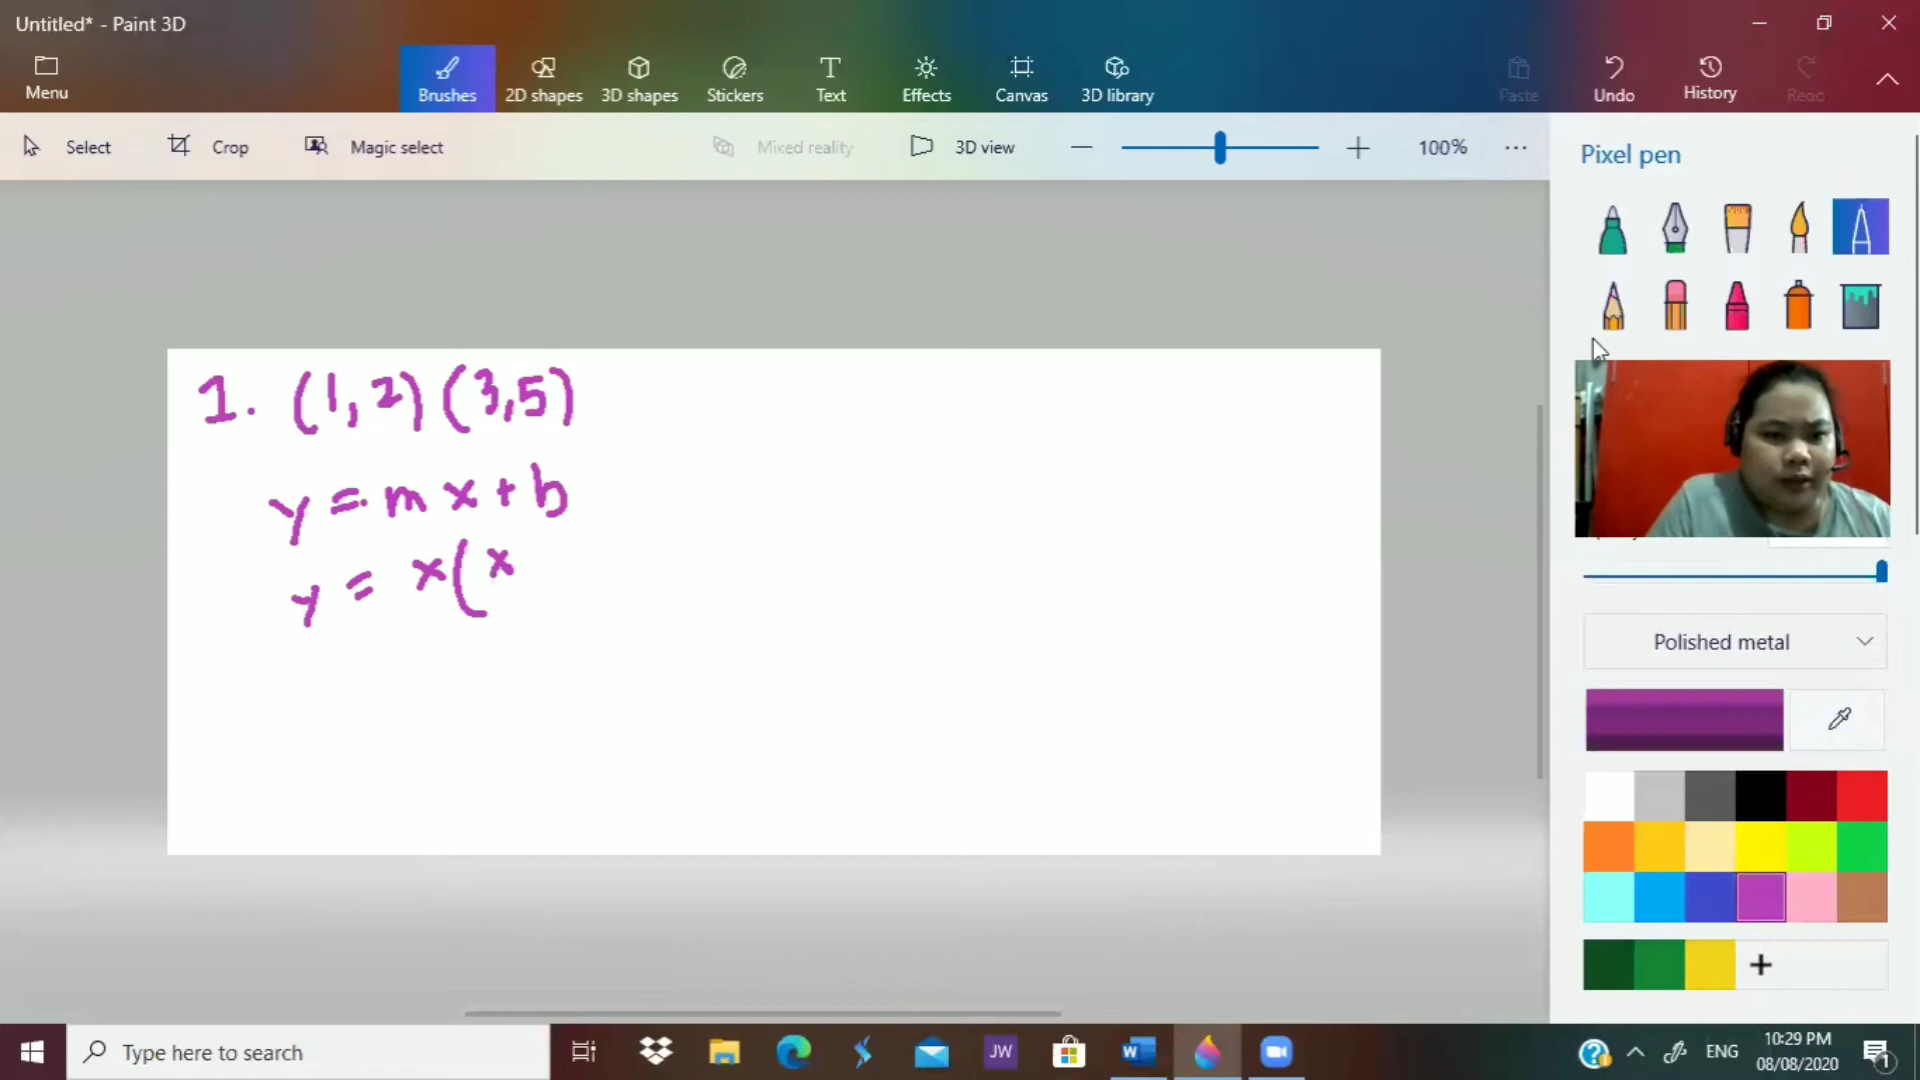 Untitled* - Paint 3D
Menu
Brushes
2D shapes
3D shapes
Stickers
Text
Effects
Canvas
3D library
Paste
Undo
History
Redo
Select
Crop
Magic select
Mixed reality
3D view
100%
Pixel pen
1. (1,2) (3,5)
y = mx + b
y = x(x
Polished metal
+
Type here to search
JW
W
ENG
10:29 PM
08/08/2020
1